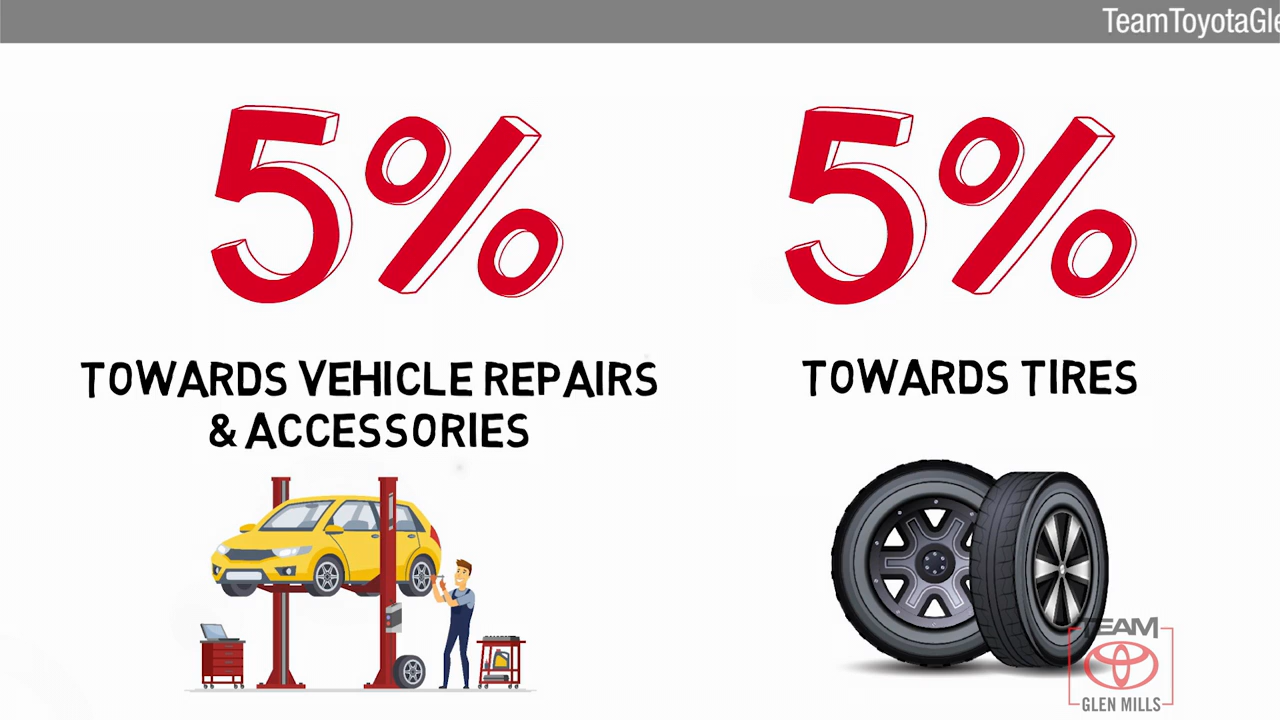 TeamToyotaGle
5% 5%
TOWARDS VEHICLE REPAIRS
& ACCESSORIES
TOWARDS TIRES
TEAM
GLEN MILLS